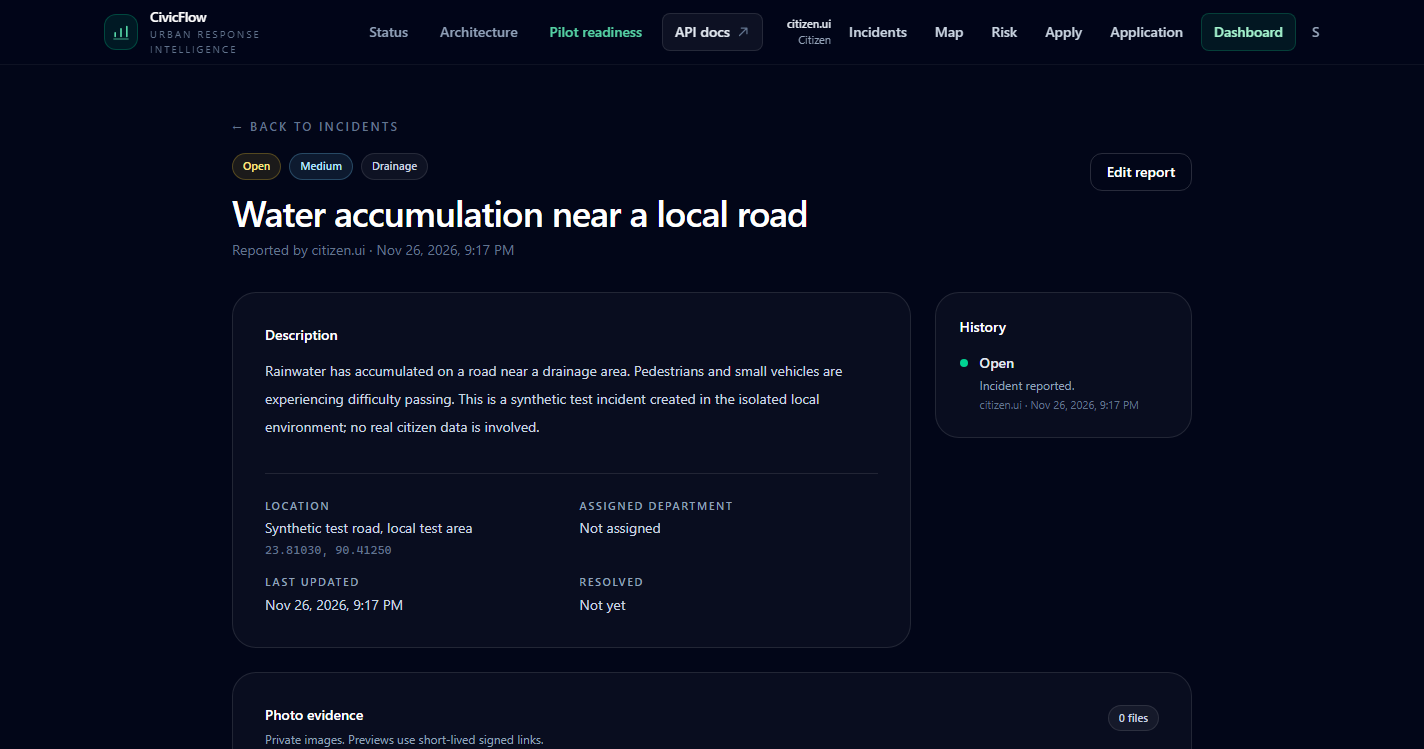 CivicFlow
URBAN RESPONSE
INTELLIGENCE
Status
Architecture
Pilot readiness
API docs ↗
citizen.ui
Citizen
Incidents
Map
Risk
Apply
Application
Dashboard
S
← BACK TO INCIDENTS
Open
Medium
Drainage
Edit report
Water accumulation near a local road
Reported by citizen.ui · Nov 26, 2026, 9:17 PM
Description
Rainwater has accumulated on a road near a drainage area. Pedestrians and small vehicles are
experiencing difficulty passing. This is a synthetic test incident created in the isolated local
environment; no real citizen data is involved.
LOCATION
Synthetic test road, local test area
23.81030, 90.41250
ASSIGNED DEPARTMENT
Not assigned
LAST UPDATED
Nov 26, 2026, 9:17 PM
RESOLVED
Not yet
History
Open
Incident reported.
citizen.ui · Nov 26, 2026, 9:17 PM
Photo evidence
0 files
Private images. Previews use short-lived signed links.